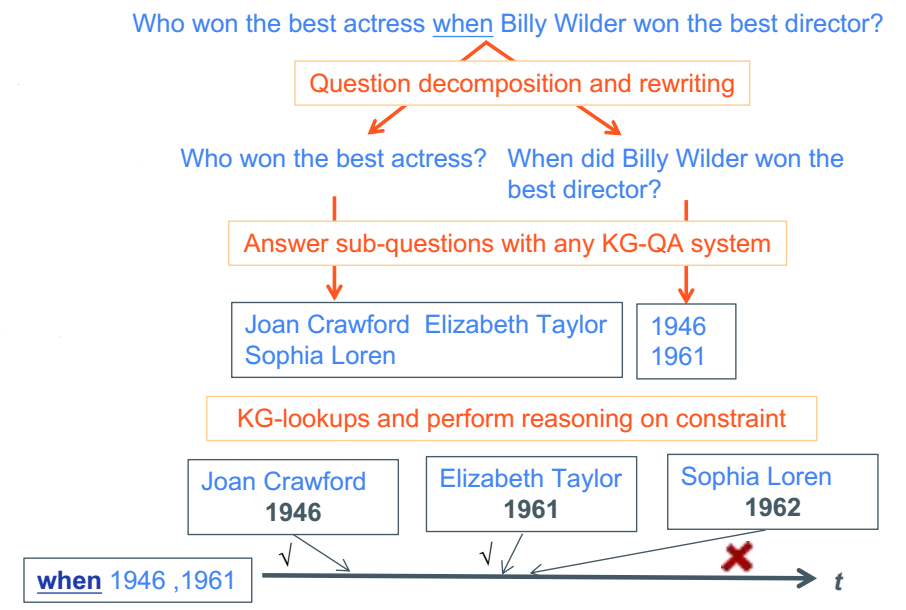 Who won the best actress when Billy Wilder won the best director?
Question decomposition and rewriting
Who won the best actress?
When did Billy Wilder won the
best director?
Answer sub-questions with any KG-QA system
Joan Crawford Elizabeth Taylor
Sophia Loren
1946
1961
KG-lookups and perform reasoning on constraint
Joan Crawford
1946
Elizabeth Taylor
1961
Sophia Loren
1962
√
√
when 1946 ,1961
t